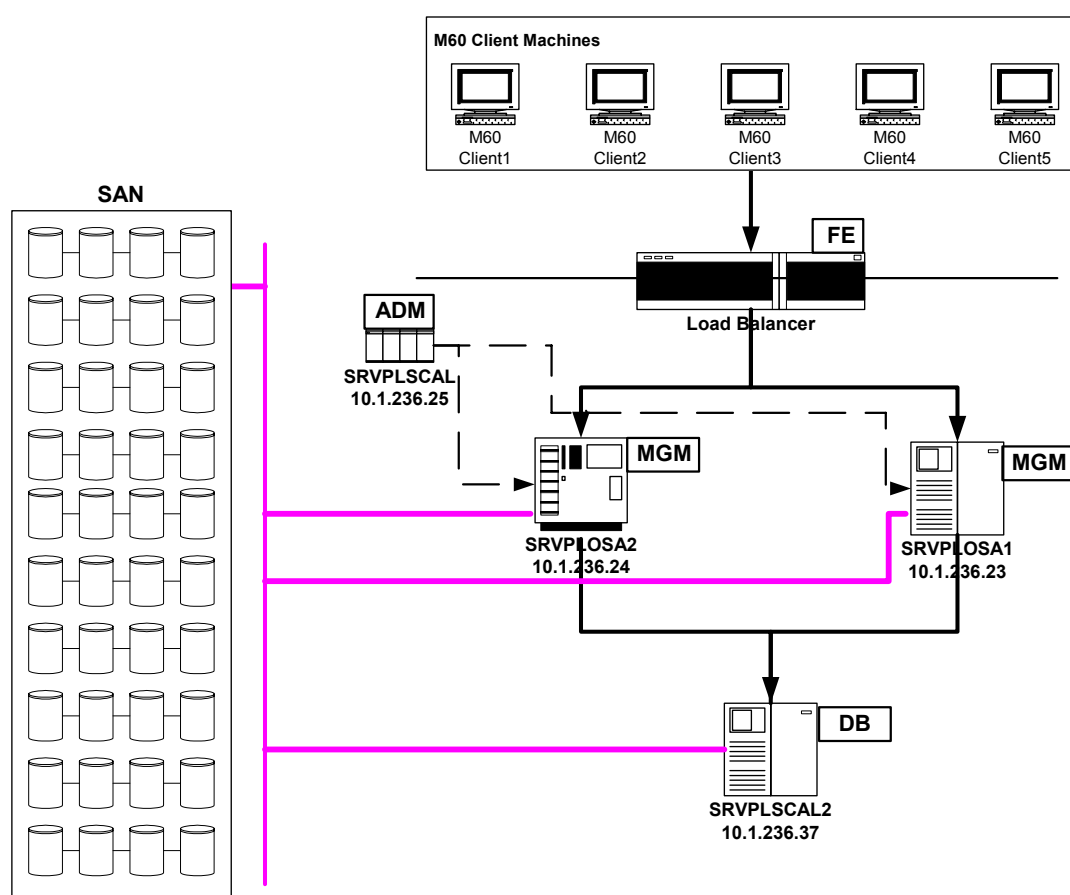 M60 Client Machines
M60
Client1
M60
Client2
M60
Client3
M60
Client4
M60
Client5
SAN
FE
Load Balancer
ADM
SRVPLSCAL
10.1.236.25
MGM
SRVPLOSA2
10.1.236.24
MGM
SRVPLOSA1
10.1.236.23
DB
SRVPLSCAL2
10.1.236.37